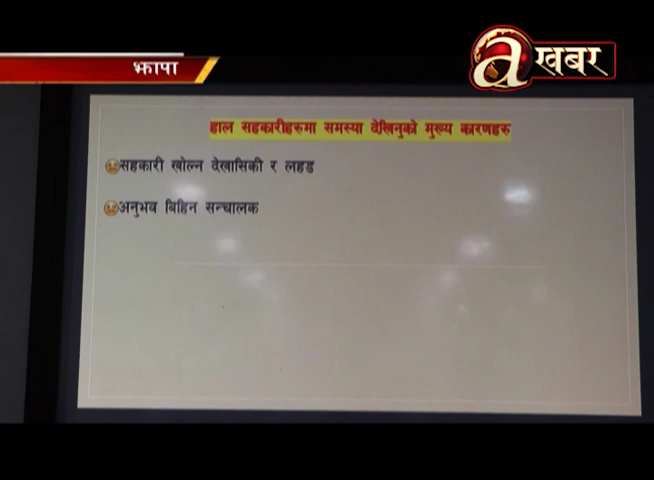 झापा
a खबर
हाल सहकारीहरुमा समस्या देखिनुको मुख्य कारणहरु
सहकारी खोल्न देखासिकी र लहड
अनुभव बिहिन सन्चालक